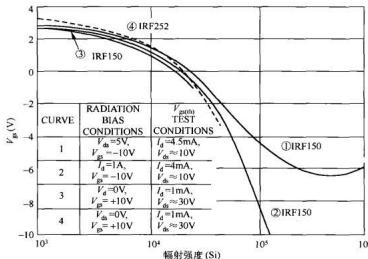 ④IRF252
③
IRF150
①IRF150
②IRF150
4
2
0
-2
-4
-6
-8
-10
Vgs (V)
CURVE
RADIATION BIAS CONDITIONS
Vgs(th) TEST CONDITIONS
1
Vds=5V, Vgs=-10V
Id=4.5mA, Vds≈10V
2
Id=1A, Vgs=-10V
Id=4mA, Vds≈10V
3
Vd=0V, Vgs=+10V
Id=1mA, Vds≈30V
4
Vds=0V, Vgs=+10V
Id=1mA, Vds≈30V
10³
10⁴
10⁵
10
辐射强度 (Si)